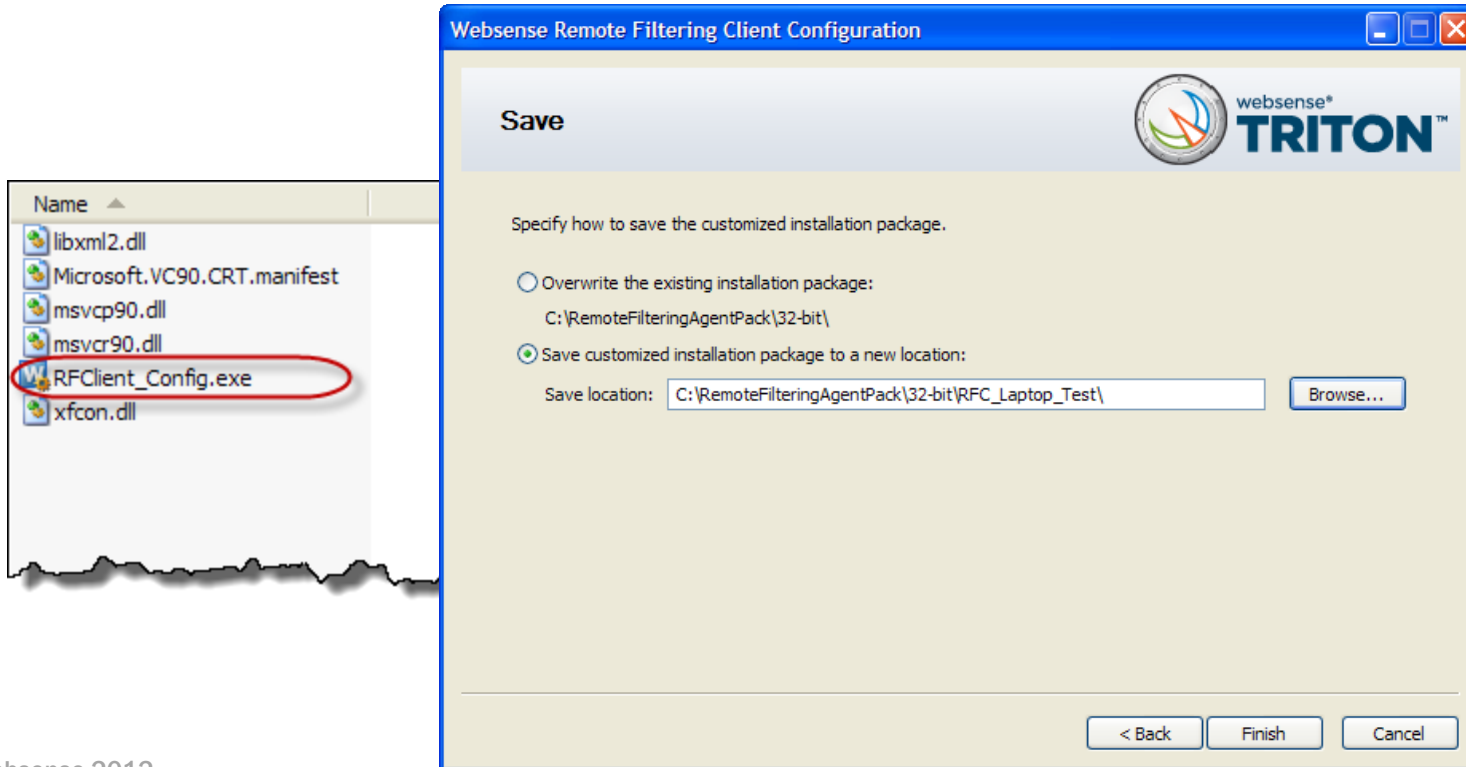 Websense Remote Filtering Client Configuration
Save
websense®
TRITON™
Name
libxml2.dll
Microsoft.VC90.CRT.manifest
msvcp90.dll
msvcr90.dll
RFClient_Config.exe
xfcon.dll
Specify how to save the customized installation package.
Overwrite the existing installation package:
C:\RemoteFilteringAgentPack\32-bit\
Save customized installation package to a new location:
Save location: C:\RemoteFilteringAgentPack\32-bit\RFC_Laptop_Test\ Browse...
< Back Finish Cancel
2012